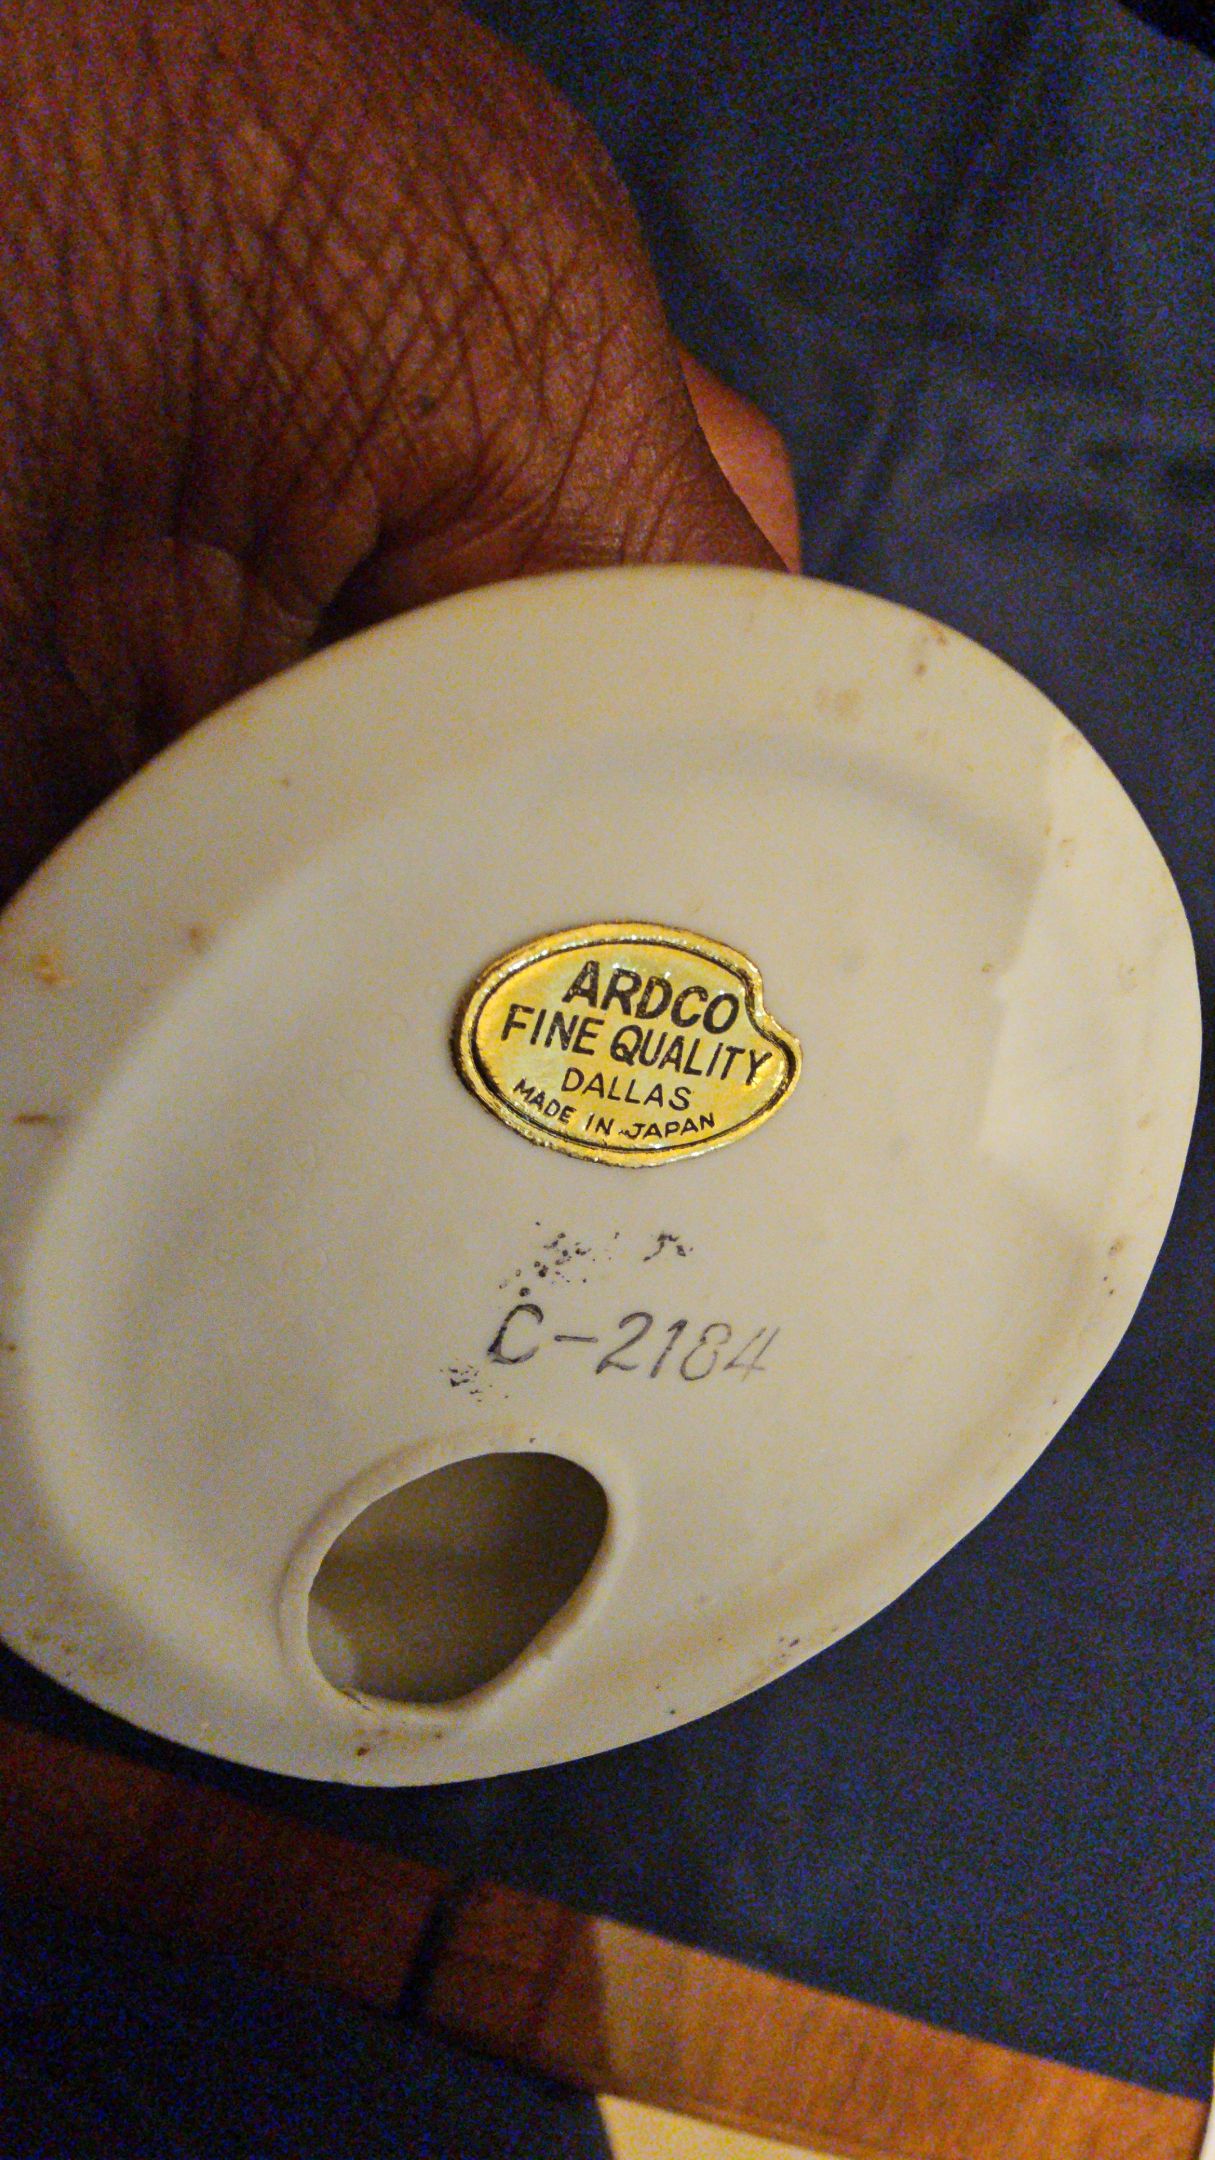 ARDCO
FINE QUALITY
DALLAS
MADE IN JAPAN
C-2184